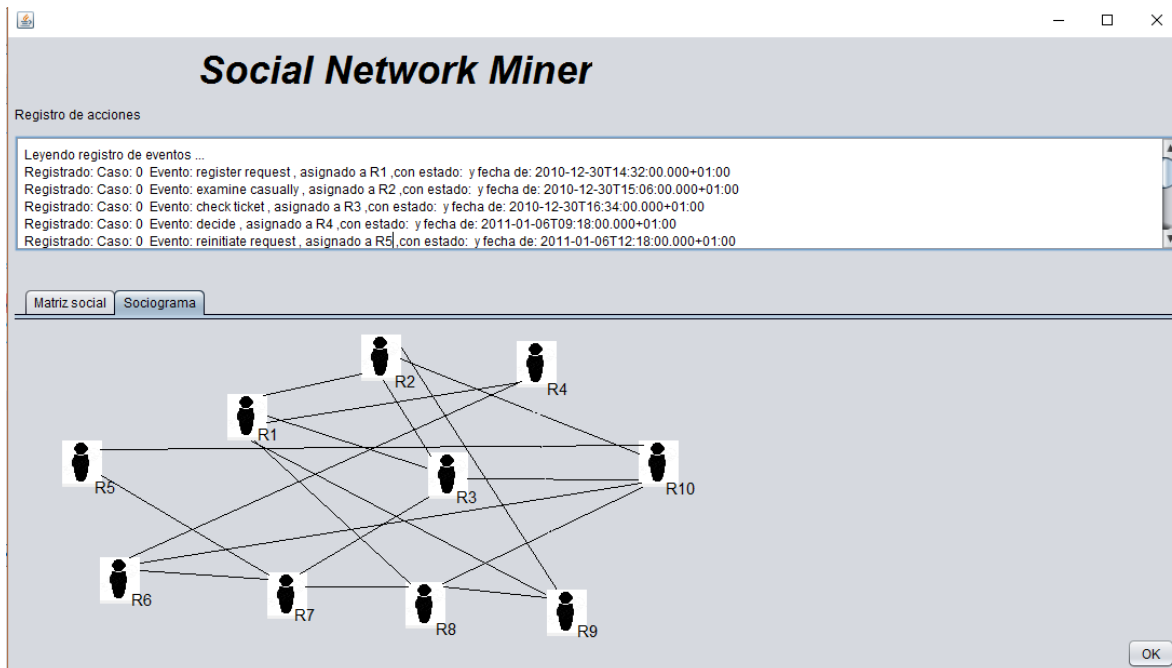 Social Network Miner
Registro de acciones
Leyendo registro de eventos ...
Registrado: Caso: 0 Evento: register request , asignado a R1 ,con estado: y fecha de: 2010-12-30T14:32:00.000+01:00
Registrado: Caso: 0 Evento: examine casually , asignado a R2 ,con estado: y fecha de: 2010-12-30T15:06:00.000+01:00
Registrado: Caso: 0 Evento: check ticket , asignado a R3 ,con estado: y fecha de: 2010-12-30T16:34:00.000+01:00
Registrado: Caso: 0 Evento: decide , asignado a R4 ,con estado: y fecha de: 2011-01-06T09:18:00.000+01:00
Registrado: Caso: 0 Evento: reinitiate request , asignado a R5 ,con estado: y fecha de: 2011-01-06T12:18:00.000+01:00
Matriz social Sociograma
R2
R4
R1
R5
R3
R10
R6
R7
R8
R9
OK